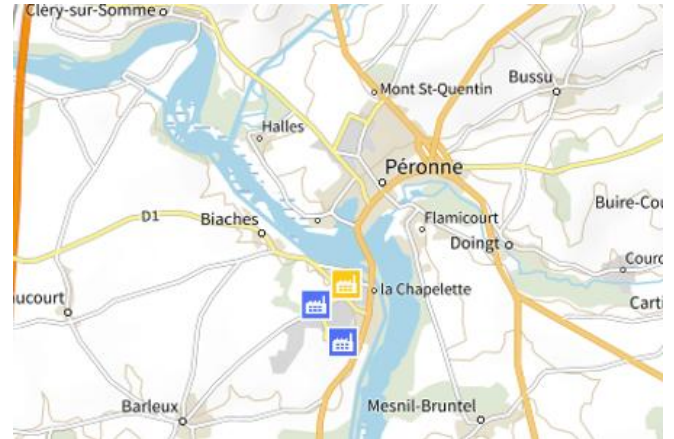 Cléry-sur-Somme
Mont St-Quentin
Bussu
Halles
Péronne
Buire-Cou
D1
Biaches
Flamicourt
Doingt
Courc
la Chapelette
ucourt
Carti
Barleux
Mesnil-Bruntel